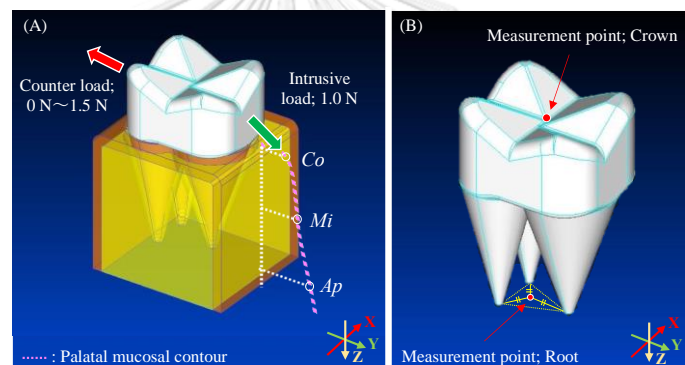 (A)
Counter load;
0 N～1.5 N
Intrusive
load; 1.0 N
Co
Mi
Ap
X
Y
Z
: Palatal mucosal contour
(B)
Measurement point; Crown
Measurement point; Root
X
Y
Z